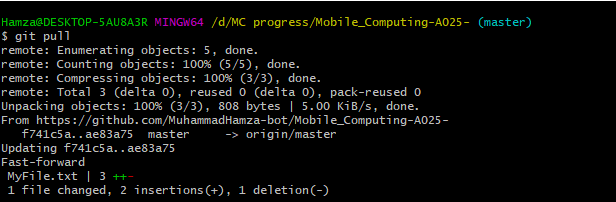 Hamza@DESKTOP-5AU8A3R MINGW64 /d/MC progress/Mobile_Computing-A025- (master)
$ git pull
remote: Enumerating objects: 5, done.
remote: Counting objects: 100% (5/5), done.
remote: Compressing objects: 100% (3/3), done.
remote: Total 3 (delta 0), reused 0 (delta 0), pack-reused 0
Unpacking objects: 100% (3/3), 808 bytes | 5.00 KiB/s, done.
From https://github.com/MuhammadHamza-bot/Mobile_Computing-A025-
   f741c5a..ae83a75  master     -> origin/master
Updating f741c5a..ae83a75
Fast-forward
 MyFile.txt | 3 ++-
 1 file changed, 2 insertions(+), 1 deletion(-)